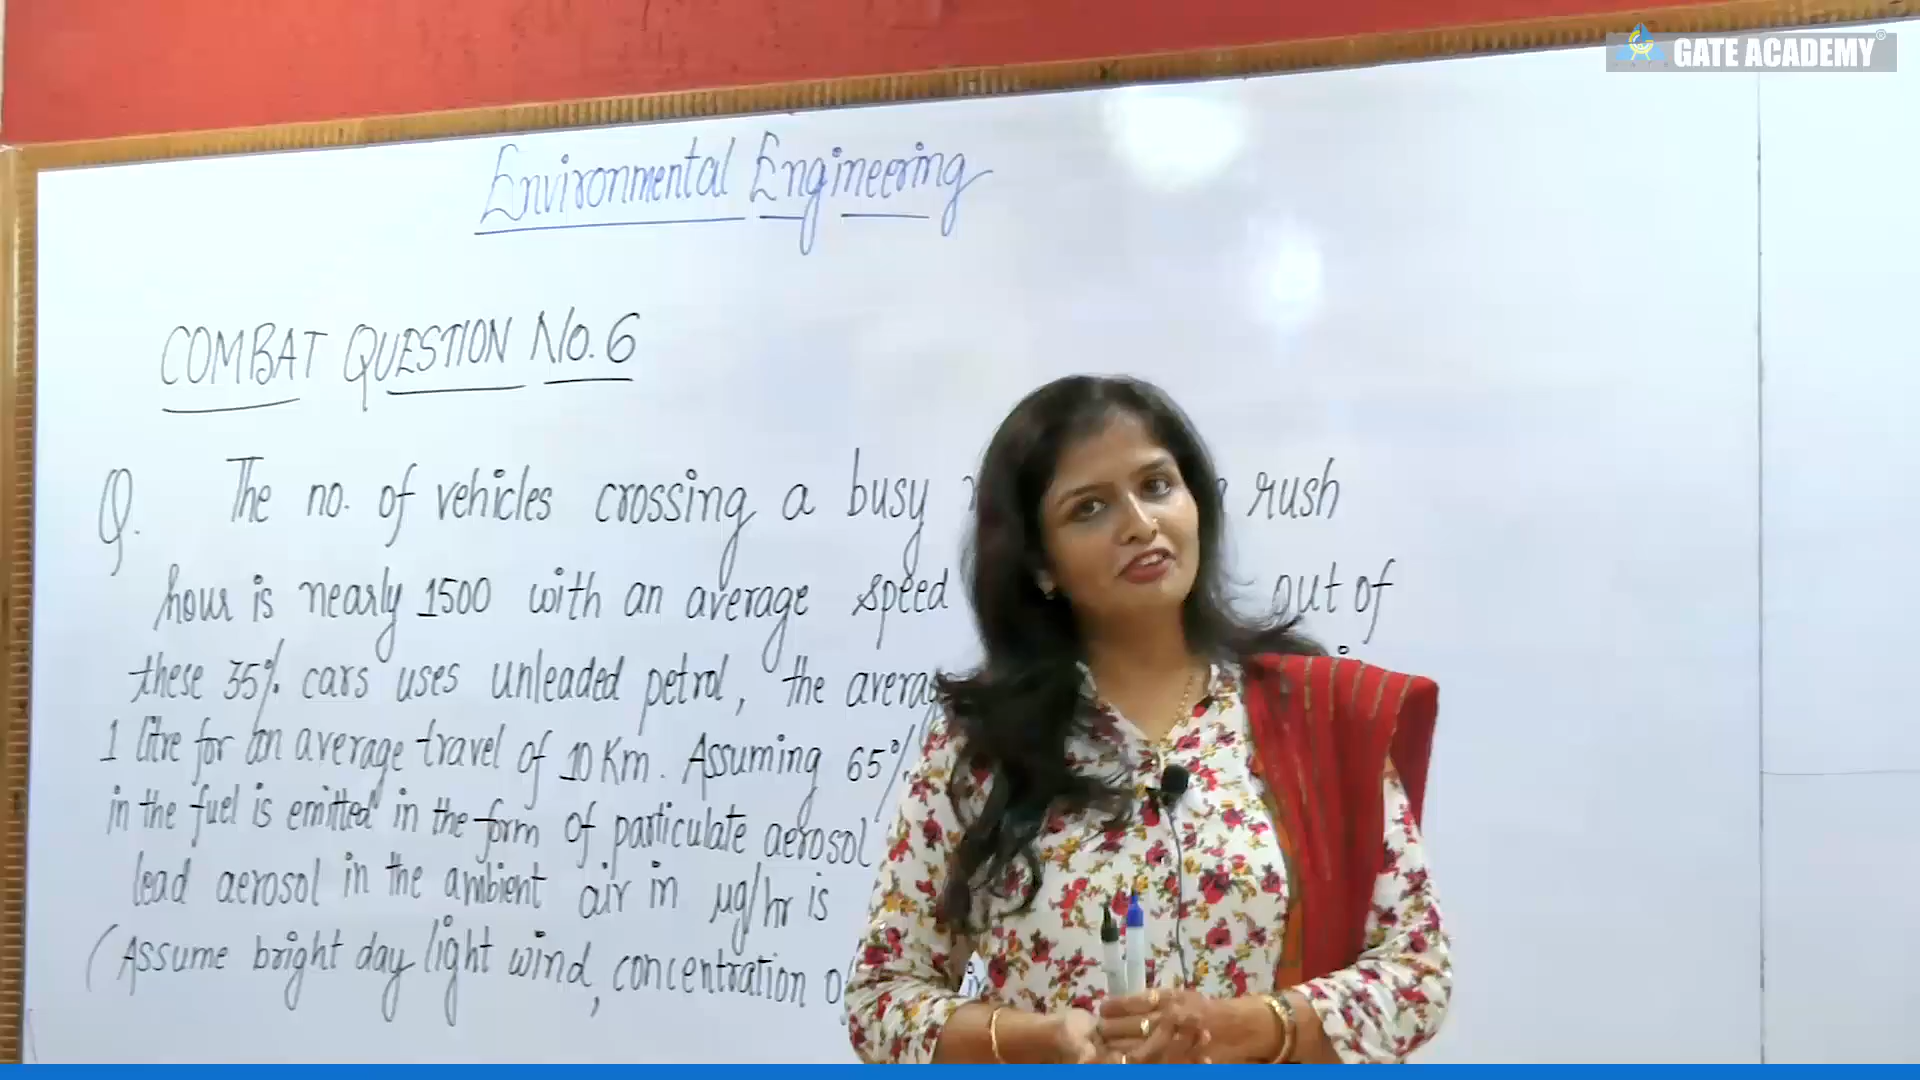 GATE ACADEMY
Environmental Engineering
COMBAT QUESTION No. 6
Q. The no. of vehicles crossing a busy rush
hour is nearly 1500 with an average speed out of
these 35% cars uses unleaded petrol, the
1 litre for an average travel of 10 Km. Assuming 65%
in the fuel is emitted in the form of particulate aerosol
lead aerosol in the ambient air in μg/hr is
(Assume bright day light wind, concentration